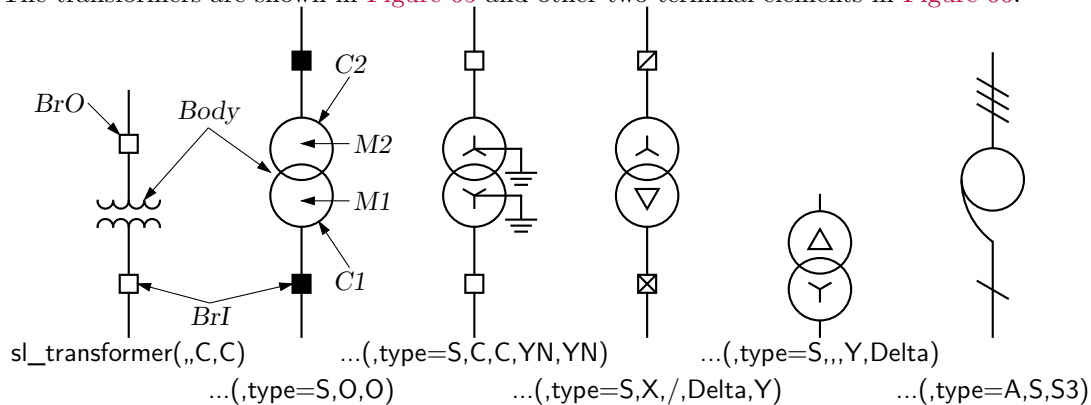 The transformers are shown in Figure 65 and other two terminal elements in Figure 66.
C2
BrO
Body
M2
M1
C1
BrI
sl_transformer(,,C,C)
...(,type=S,C,C,YN,YN)
...(,type=S,,,Y,Delta)
...(,type=S,O,O)
...(,type=S,X,/,Delta,Y)
...(,type=A,S,S3)